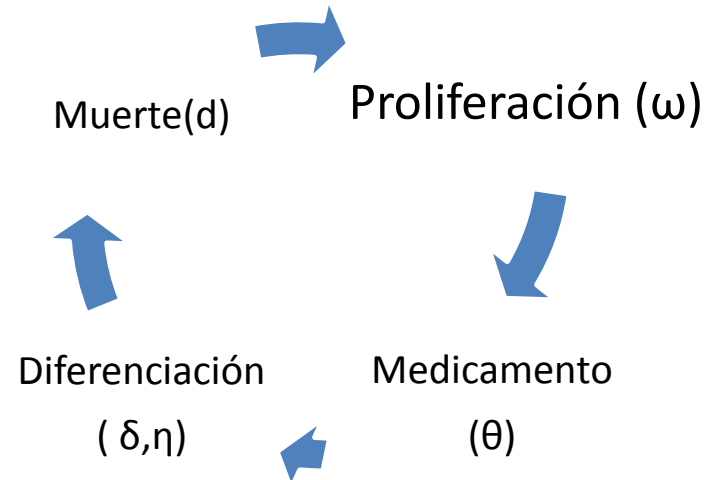 Muerte(d)
Proliferación (ω)
Diferenciación
( δ,η)
Medicamento
(θ)